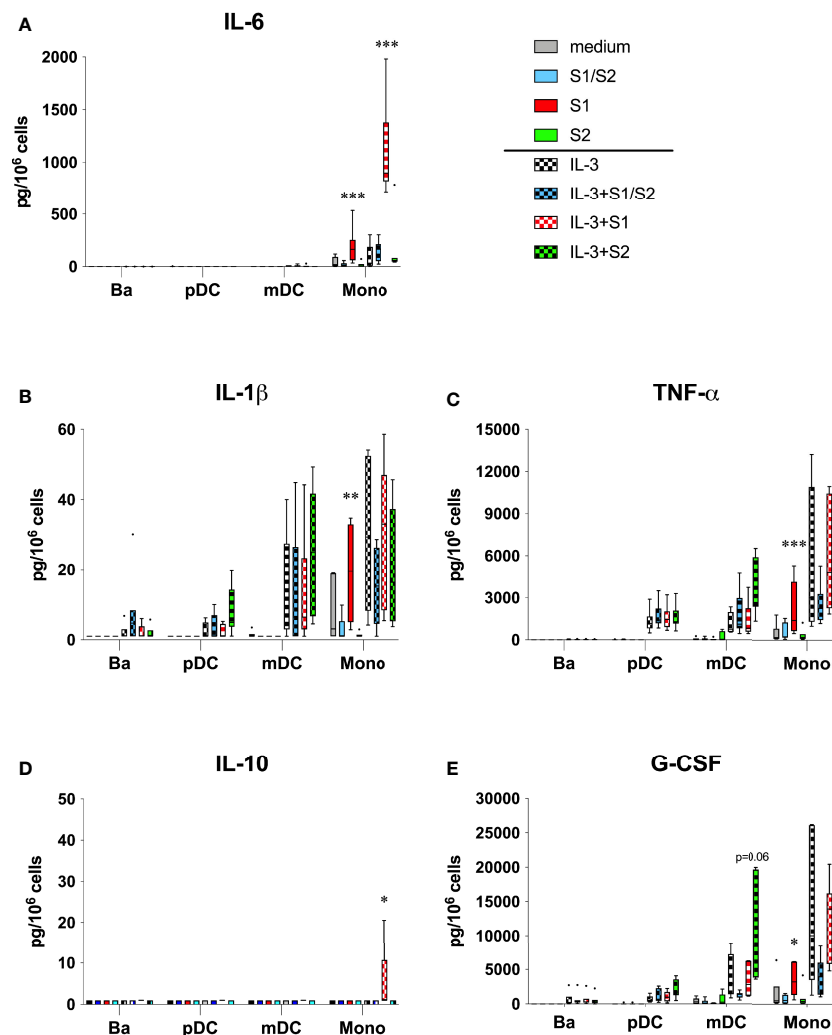 A
IL-6
***
2000
1500
1000
500
0
pg/10⁶ cells
***
Ba pDC mDC Mono
medium
S1/S2
S1
S2
IL-3
IL-3+S1/S2
IL-3+S1
IL-3+S2
B
IL-1β
60
40
20
0
pg/10⁶ cells
**
Ba pDC mDC Mono
C
TNF-α
15000
12000
9000
6000
3000
0
pg/10⁶ cells
***
Ba pDC mDC Mono
D
IL-10
50
40
30
20
10
0
pg/10⁶ cells
*
Ba pDC mDC Mono
E
G-CSF
30000
25000
20000
15000
10000
5000
0
pg/10⁶ cells
p=0.06
*
Ba pDC mDC Mono